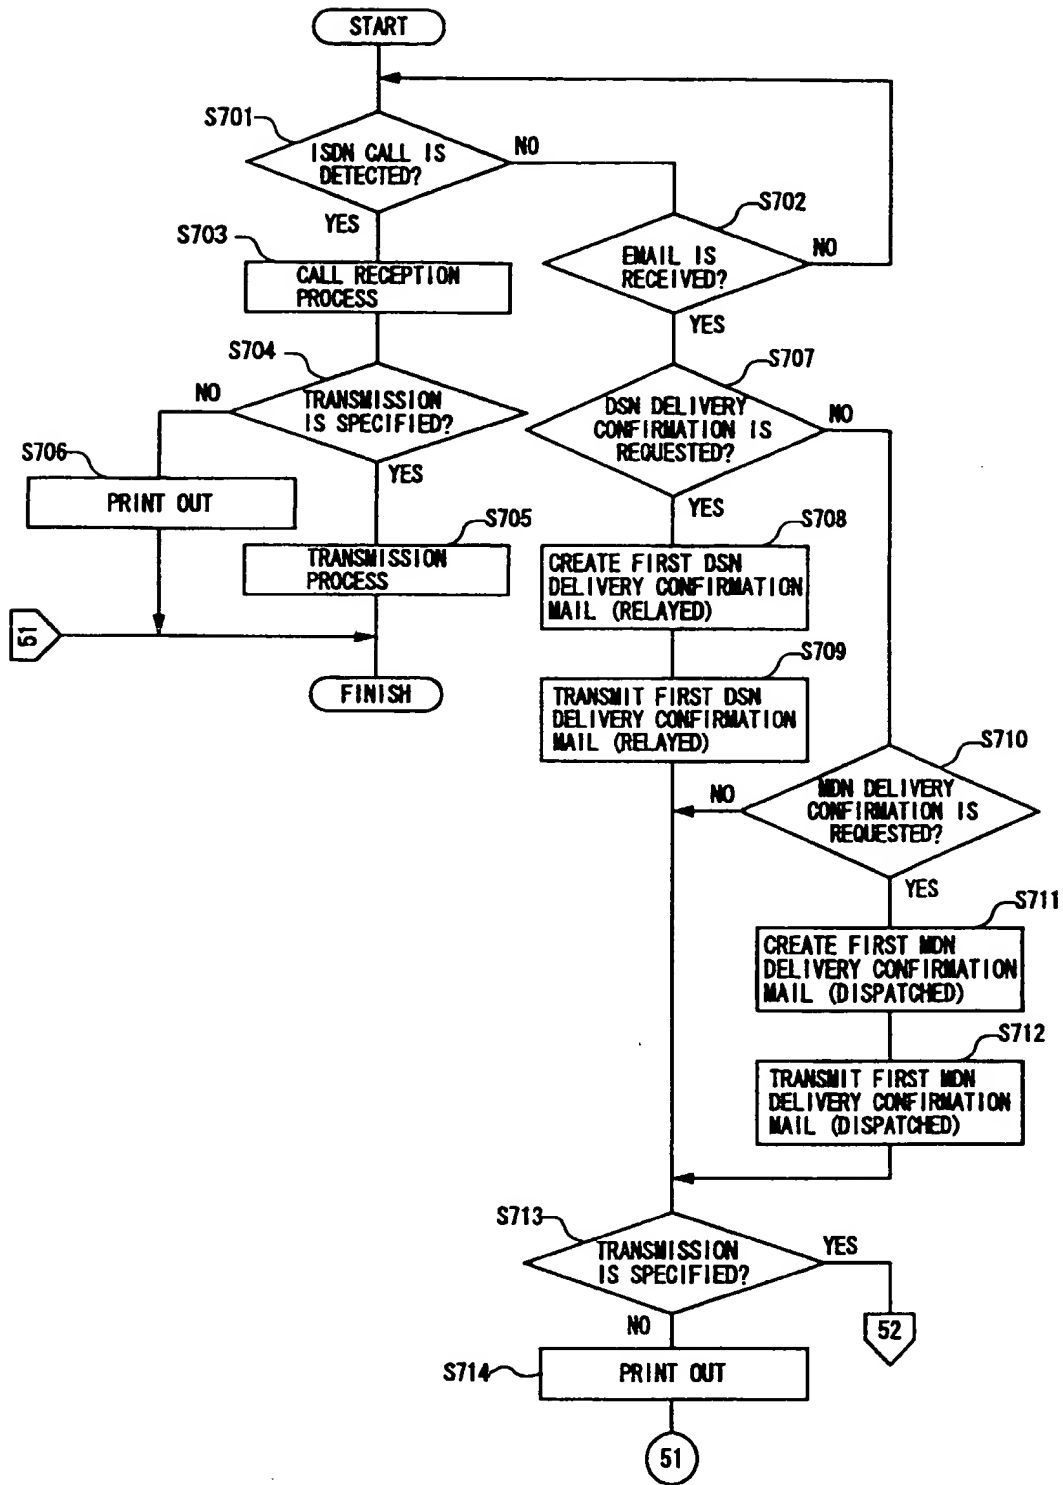 START
S701
ISDN CALL IS
DETECTED?
NO
YES
S702
EMAIL IS
RECEIVED?
NO
YES
S703
CALL RECEPTION
PROCESS
S704
TRANSMISSION
IS SPECIFIED?
NO
YES
S707
DSN DELIVERY
CONFIRMATION IS
REQUESTED?
NO
YES
S706
PRINT OUT
S705
TRANSMISSION
PROCESS
S708
CREATE FIRST DSN
DELIVERY CONFIRMATION
MAIL (RELAYED)
51
FINISH
S709
TRANSMIT FIRST DSN
DELIVERY CONFIRMATION
MAIL (RELAYED)
S710
MDN DELIVERY
CONFIRMATION IS
REQUESTED?
NO
YES
S711
CREATE FIRST MDN
DELIVERY CONFIRMATION
MAIL (DISPATCHED)
S712
TRANSMIT FIRST MDN
DELIVERY CONFIRMATION
MAIL (DISPATCHED)
S713
TRANSMISSION
IS SPECIFIED?
YES
NO
52
S714
PRINT OUT
51